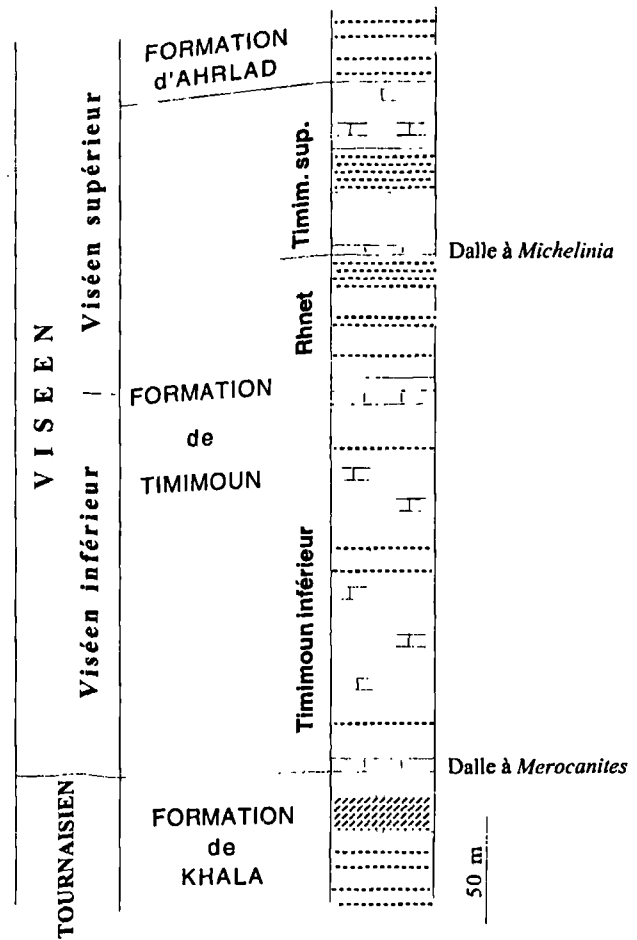 FORMATION
d'AHRLAD
Viséen supérieur
Timim. sup.
Dalle à Michelinia
Rhnet
VISEEN
FORMATION
de
TIMIMOUN
Viséen inférieur
Timimoun inférieur
Dalle à Merocanites
TOURNAISIEN
FORMATION
de
KHALA
50 m